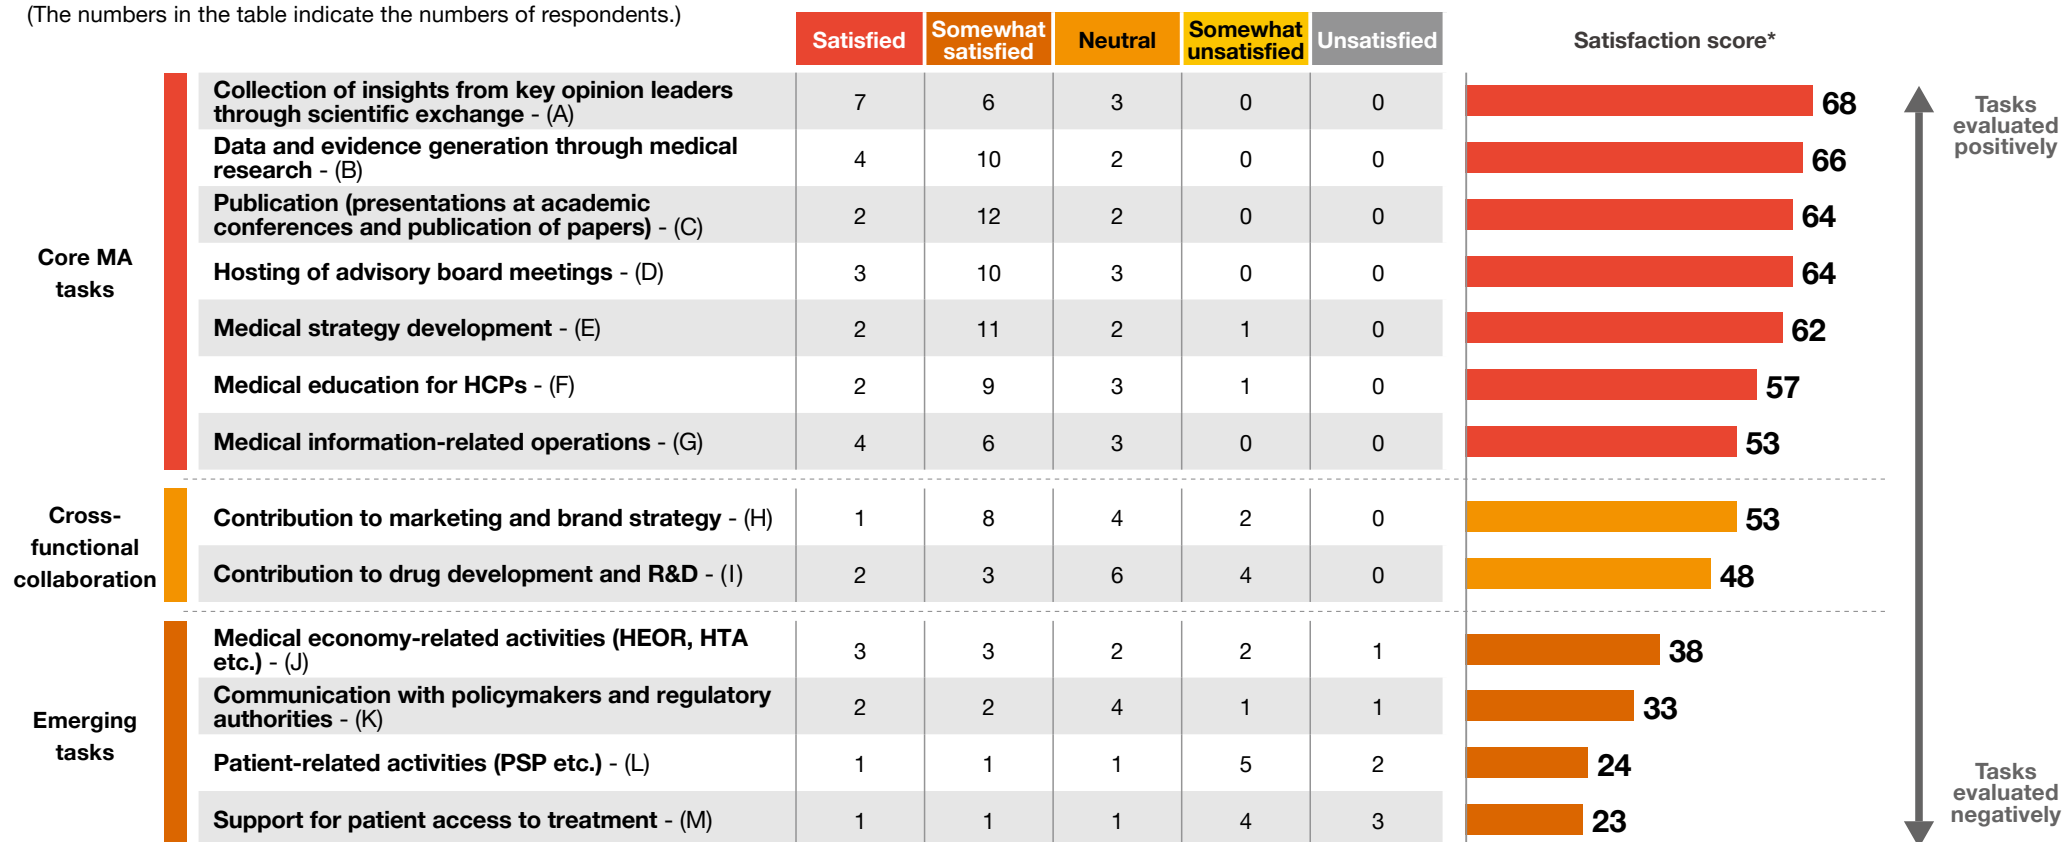 (The numbers in the table indicate the numbers of respondents.)
Satisfied
Somewhat
satisfied
Neutral
Somewhat
unsatisfied
Unsatisfied
Satisfaction score*
Core MA
tasks
Collection of insights from key opinion leaders
through scientific exchange - (A)
7 6 3 0 0 68
Data and evidence generation through medical
research - (B)
4 10 2 0 0 66
Publication (presentations at academic
conferences and publication of papers) - (C)
2 12 2 0 0 64
Hosting of advisory board meetings - (D) 3 10 3 0 0 64
Medical strategy development - (E) 2 11 2 1 0 62
Medical education for HCPs - (F) 2 9 3 1 0 57
Medical information-related operations - (G) 4 6 3 0 0 53
Cross-
functional
collaboration
Contribution to marketing and brand strategy - (H) 1 8 4 2 0 53
Contribution to drug development and R&D - (I) 2 3 6 4 0 48
Emerging
tasks
Medical economy-related activities (HEOR, HTA
etc.) - (J)
3 3 2 2 1 38
Communication with policymakers and regulatory
authorities - (K)
2 2 4 1 1 33
Patient-related activities (PSP etc.) - (L) 1 1 1 5 2 24
Support for patient access to treatment - (M) 1 1 1 4 3 23
Tasks
evaluated
positively
Tasks
evaluated
negatively